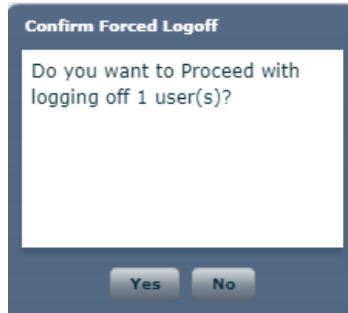 Confirm Forced Logoff
Do you want to Proceed with
logging off 1 user(s)?
Yes No